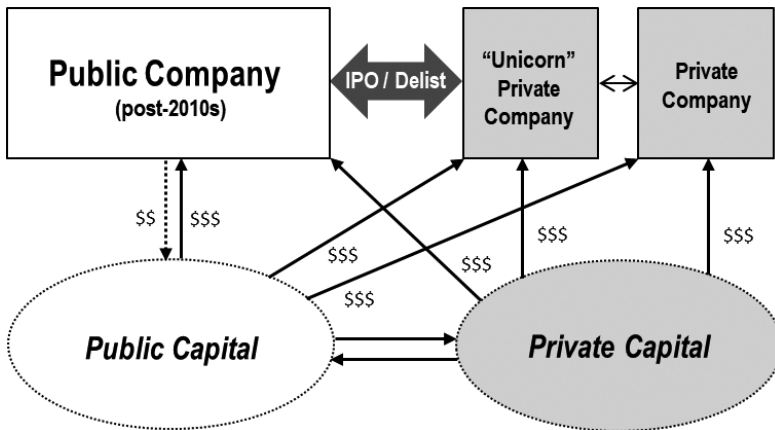 Public Company
(post-2010s)
IPO / Delist
“Unicorn”
Private
Company
Private
Company
$$
$$$
$$$
$$$
$$$
$$$
$$$
Public Capital
Private Capital